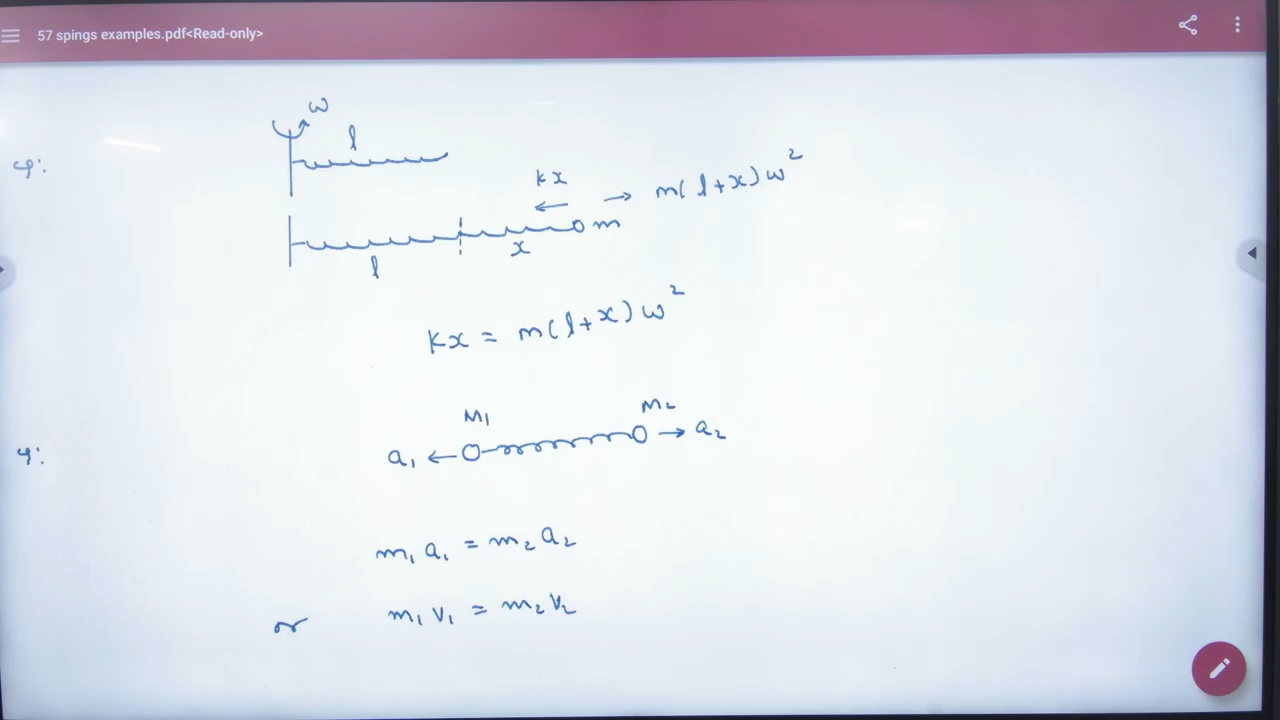 57 spings examples.pdf<Read-only>
ω
l
φ:
kx
← → m(l+x)ω²
m
x
l
kx = m(l+x)ω²
M₁ M₂
φ:
a₁ ← → a₂
m₁a₁ = m₂a₂
or m₁v₁ = m₂v₂